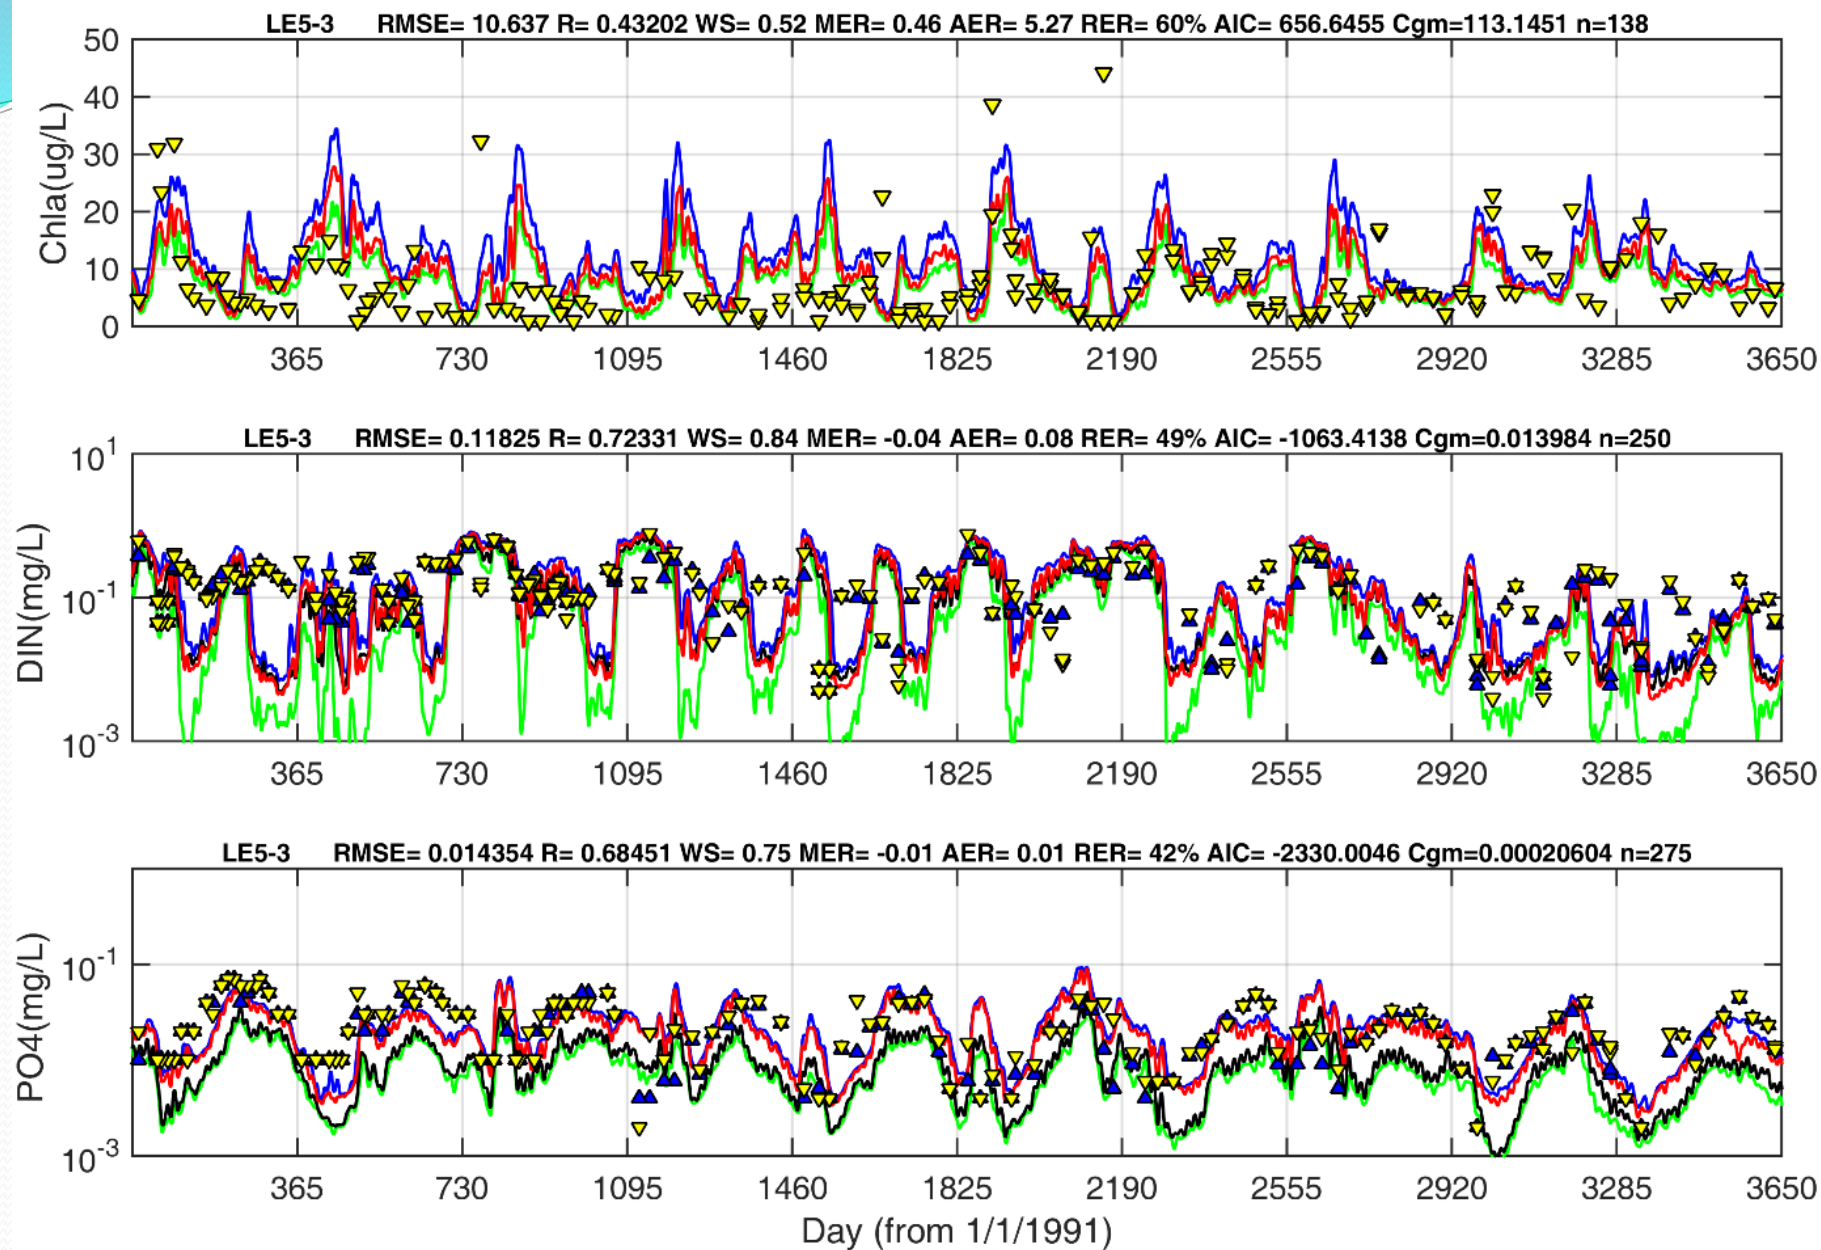 LE5-3 RMSE= 10.637 R= 0.43202 WS= 0.52 MER= 0.46 AER= 5.27 RER= 60% AIC= 656.6455 Cgm=113.1451 n=138
50
40
30
20
10
0
Chla(ug/L)
365 730 1095 1460 1825 2190 2555 2920 3285 3650
LE5-3 RMSE= 0.11825 R= 0.72331 WS= 0.84 MER= -0.04 AER= 0.08 RER= 49% AIC= -1063.4138 Cgm=0.013984 n=250
10^1
10^-1
10^-3
DIN(mg/L)
365 730 1095 1460 1825 2190 2555 2920 3285 3650
LE5-3 RMSE= 0.014354 R= 0.68451 WS= 0.75 MER= -0.01 AER= 0.01 RER= 42% AIC= -2330.0046 Cgm=0.00020604 n=275
10^-1
10^-3
PO4(mg/L)
365 730 1095 1460 1825 2190 2555 2920 3285 3650
Day (from 1/1/1991)